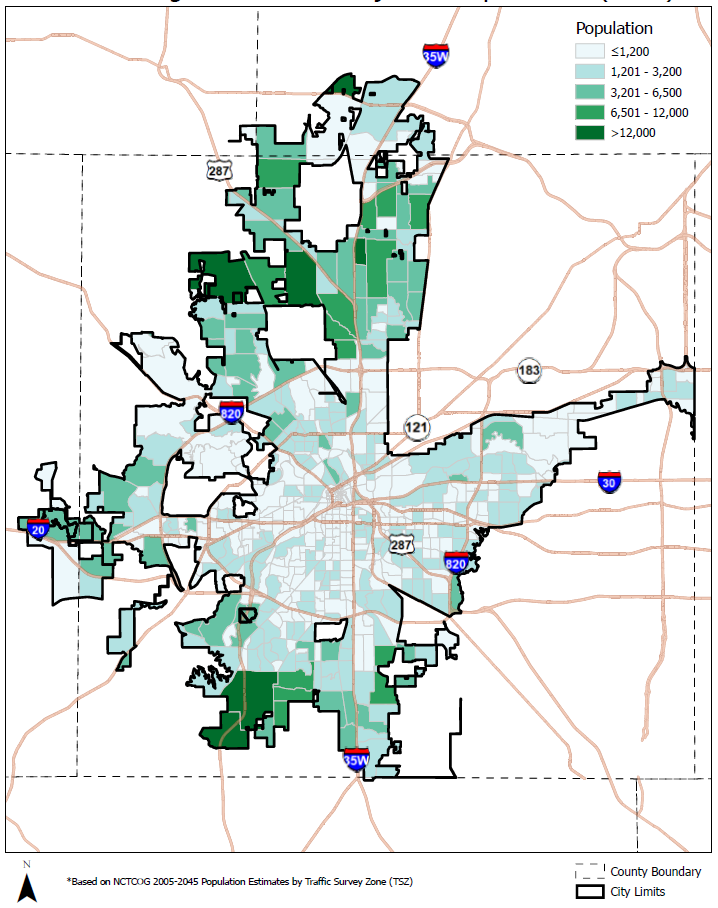 Population
≤1,200
1,201 - 3,200
3,201 - 6,500
6,501 - 12,000
>12,000
35W
287
183
820
121
30
20
287
820
35W
N
*Based on NCTCOG 2005-2045 Population Estimates by Traffic Survey Zone (TSZ)
County Boundary
City Limits